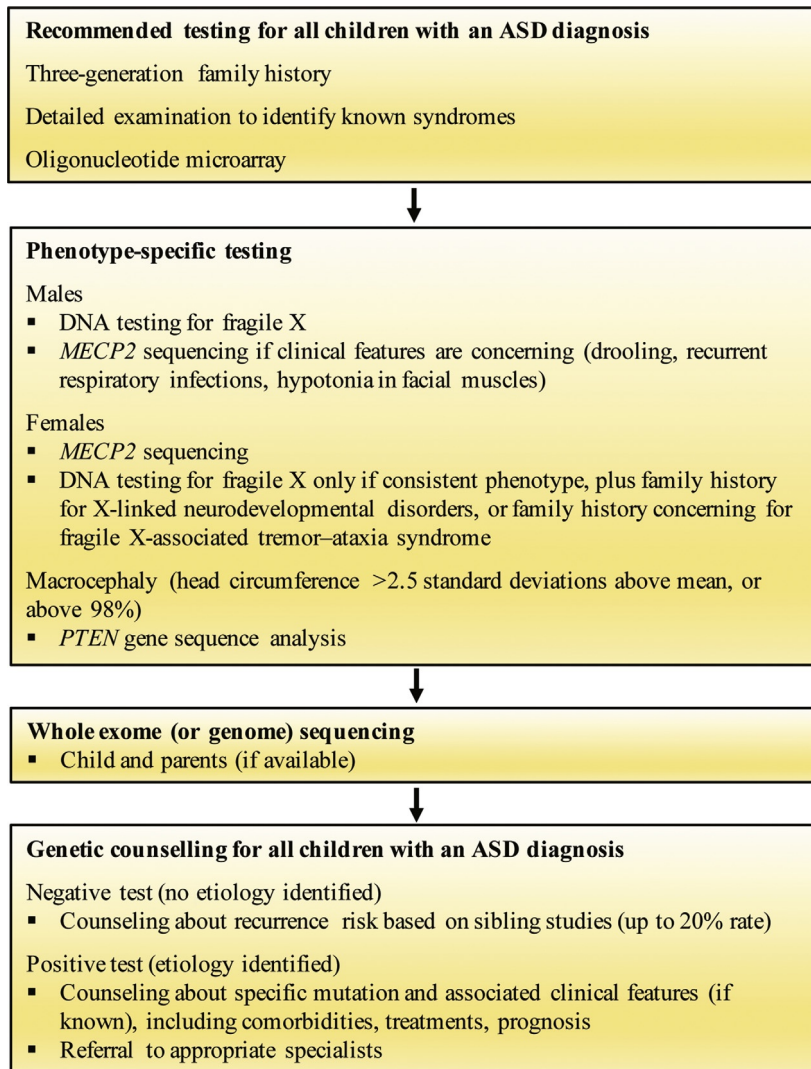 Recommended testing for all children with an ASD diagnosis
Three-generation family history
Detailed examination to identify known syndromes
Oligonucleotide microarray
Phenotype-specific testing
Males
▪ DNA testing for fragile X
▪ MECP2 sequencing if clinical features are concerning (drooling, recurrent
respiratory infections, hypotonia in facial muscles)
Females
▪ MECP2 sequencing
▪ DNA testing for fragile X only if consistent phenotype, plus family history
for X-linked neurodevelopmental disorders, or family history concerning for
fragile X-associated tremor–ataxia syndrome
Macrocephaly (head circumference >2.5 standard deviations above mean, or
above 98%)
▪ PTEN gene sequence analysis
Whole exome (or genome) sequencing
▪ Child and parents (if available)
Genetic counselling for all children with an ASD diagnosis
Negative test (no etiology identified)
▪ Counseling about recurrence risk based on sibling studies (up to 20% rate)
Positive test (etiology identified)
▪ Counseling about specific mutation and associated clinical features (if
known), including comorbidities, treatments, prognosis
▪ Referral to appropriate specialists